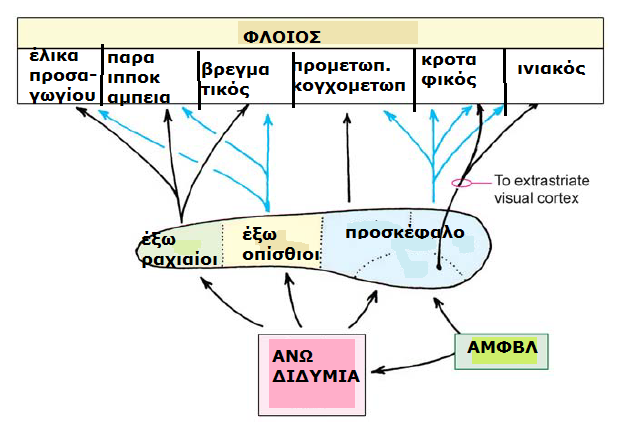 ΦΛΟΙΟΣ
έλικα
προσα-
γωγίου
παρα
ιπποκ
αμπεια
βρεγμα
τικός
προμετωπ.
κογχομετωπ
κροτα
φικός
ινιακός
To extrastriate
visual cortex
έξω
ραχιαίοι
έξω
οπίσθιοι
προσκέφαλο
ΑΝΩ
ΔΙΔΥΜΙΑ
ΑΜΦΒΛ